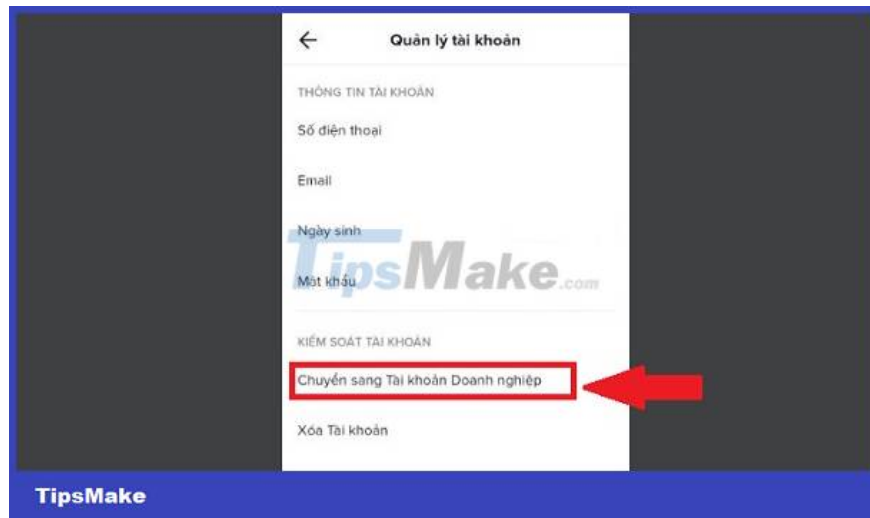 Quản lý tài khoản
THÔNG TIN TÀI KHOẢN
Số điện thoại
Email
Ngày sinh
TipsMake.com
Mật khẩu
KIỂM SOÁT TÀI KHOẢN
Chuyển sang Tài khoản Doanh nghiệp
Xóa Tài khoản
TipsMake